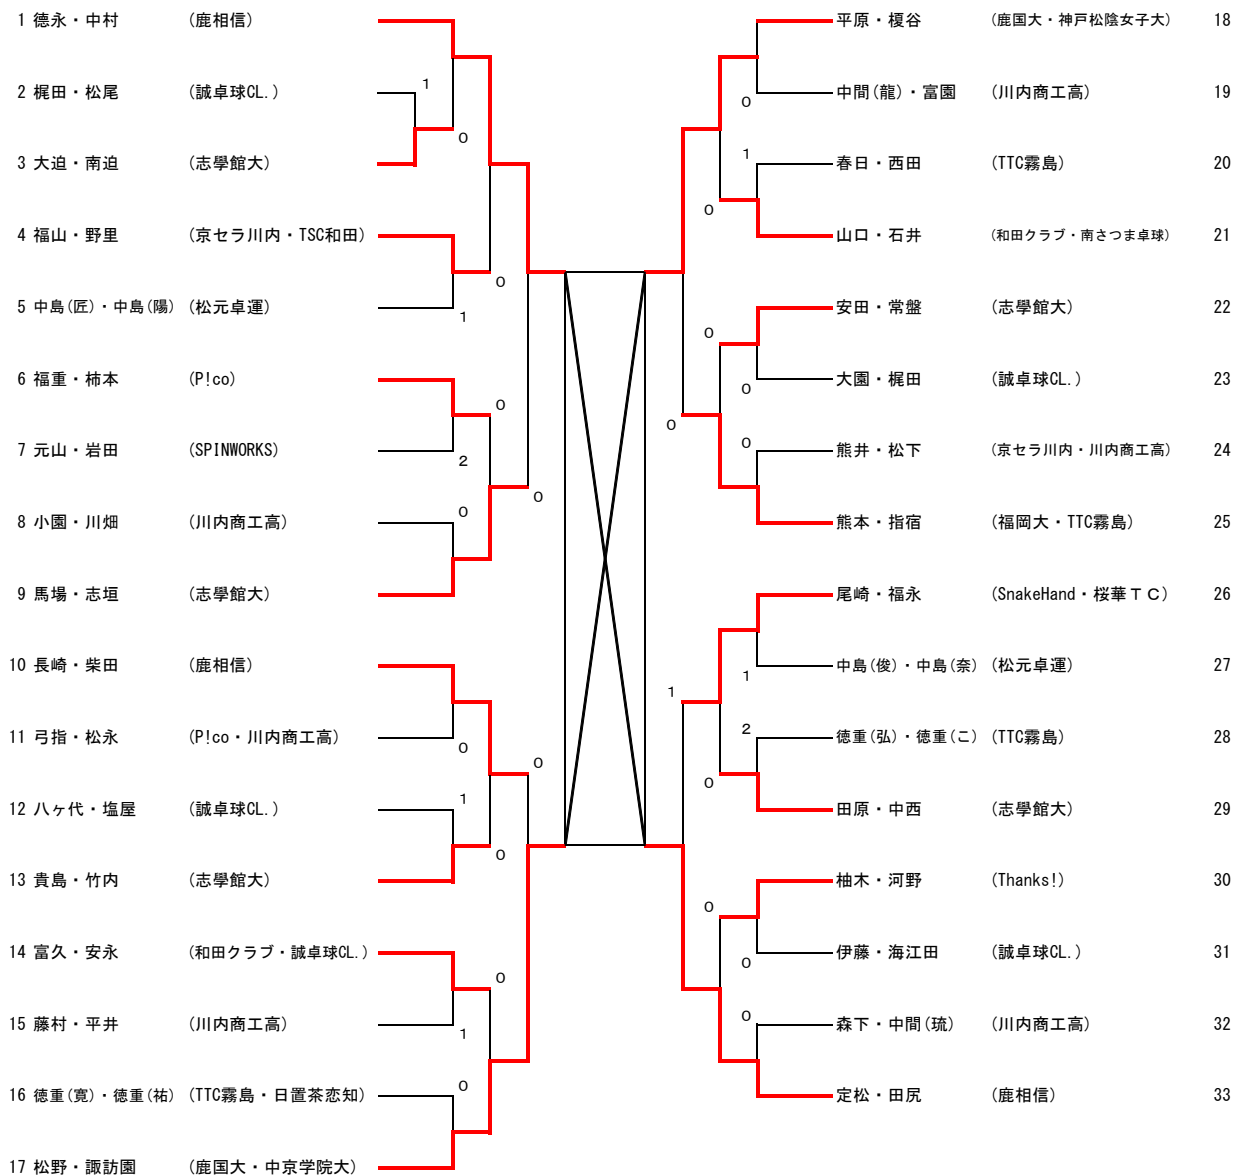 1 德永・中村 (鹿相信)
2 梶田・松尾 (誠卓球CL.)
3 大迫・南迫 (志學館大)
4 福山・野里 (京セラ川内・TSC和田)
5 中島(匠)・中島(陽) (松元卓運)
6 福重・柿本 (P!co)
7 元山・岩田 (SPINWORKS)
8 小園・川畑 (川内商工高)
9 馬場・志垣 (志學館大)
10 長崎・柴田 (鹿相信)
11 弓指・松永 (P!co・川内商工高)
12 八ヶ代・塩屋 (誠卓球CL.)
13 貴島・竹内 (志學館大)
14 富久・安永 (和田クラブ・誠卓球CL.)
15 藤村・平井 (川内商工高)
16 徳重(寛)・徳重(祐) (TTC霧島・日置茶恋知)
17 松野・諏訪園 (鹿国大・中京学院大)
1
0
0
1
0
2
0
0
0
1
0
0
0
1
0
平原・榎谷 (鹿国大・神戸松陰女子大) 18
中間(龍)・富園 (川内商工高) 19
春日・西田 (TTC霧島) 20
山口・石井 (和田クラブ・南さつま卓球) 21
安田・常盤 (志學館大) 22
大園・梶田 (誠卓球CL.) 23
熊井・松下 (京セラ川内・川内商工高) 24
熊本・指宿 (福岡大・TTC霧島) 25
尾崎・福永 (SnakeHand・桜華ＴＣ) 26
中島(俊)・中島(奈) (松元卓運) 27
徳重(弘)・徳重(こ) (TTC霧島) 28
田原・中西 (志學館大) 29
柚木・河野 (Thanks!) 30
伊藤・海江田 (誠卓球CL.) 31
森下・中間(琉) (川内商工高) 32
定松・田尻 (鹿相信) 33
0
1
0
0
0
0
0
1
1
2
0
0
0
0